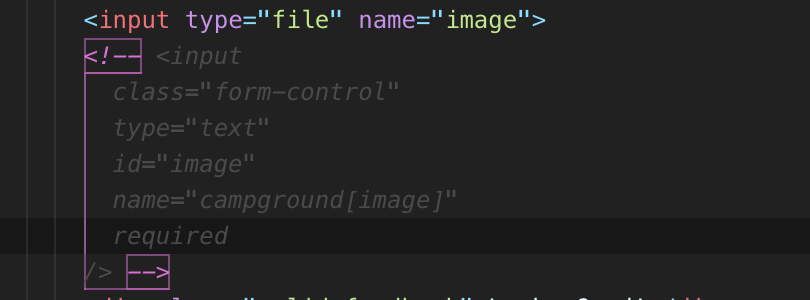 <input type="file" name="image">
<!-- <input
class="form-control"
type="text"
id="image"
name="campground[image]"
required
/> -->